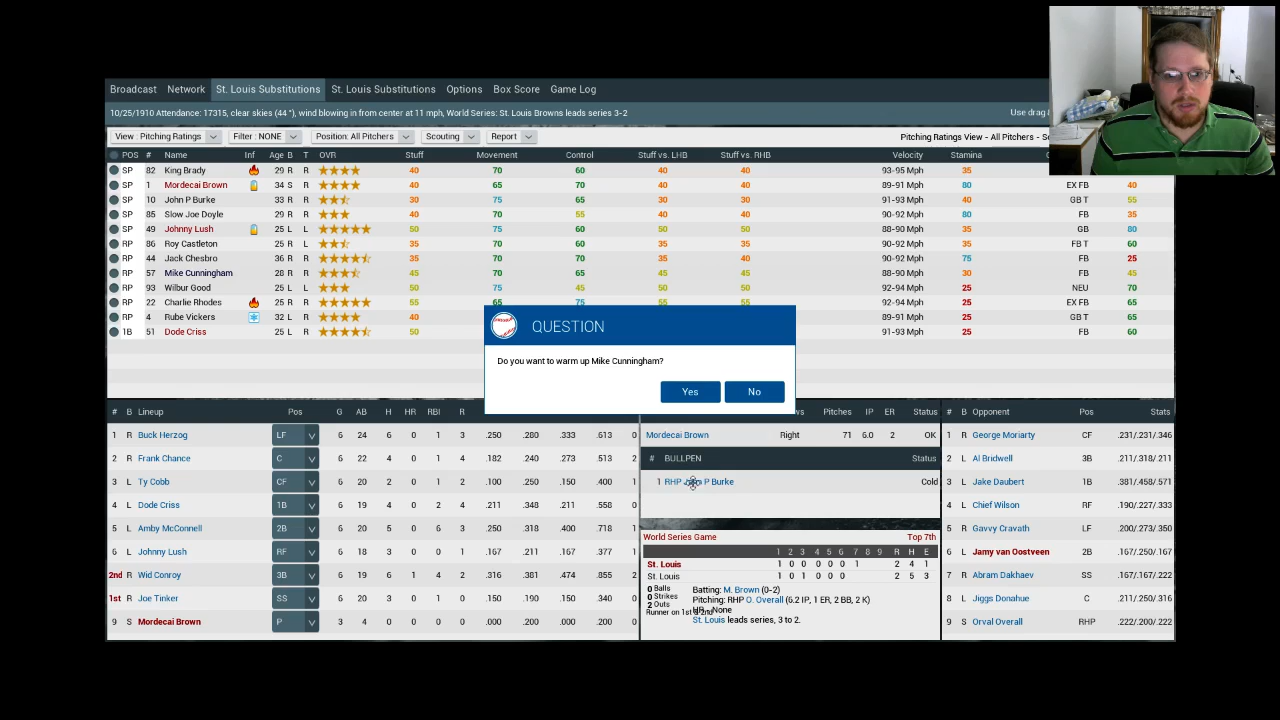 Broadcast Network St. Louis Substitutions St. Louis Substitutions Options Box Score Game Log
10/25/1910 Attendance: 17315, clear skies (44 °), wind blowing in from center at 11 mph, World Series: St. Louis Browns leads series 3-2 Use drag &
View : Pitching Ratings Filter : NONE Position: All Pitchers Scouting Report Pitching Ratings View - All Pitchers -
POS # Name Inf Age B T OVR Stuff Movement Control Stuff vs. LHB Stuff vs. RHB Velocity Stamina
SP 82 King Brady 29 R R 40 70 60 40 40 93-95 Mph 35
SP 1 Mordecai Brown 34 S R 40 65 70 40 40 89-91 Mph 80 EX FB 40
SP 10 John P Burke 33 R R 30 75 65 30 30 91-93 Mph 40 GB T 55
SP 85 Slow Joe Doyle 29 R R 40 70 55 40 40 90-92 Mph 80 FB 35
SP 49 Johnny Lush 25 L L 50 75 60 50 50 88-90 Mph 35 GB 80
RP 86 Roy Castleton 25 R L 35 70 60 35 35 90-92 Mph 35 FB T 60
RP 44 Jack Chesbro 36 R R 35 70 70 40 35 90-92 Mph 75 FB 25
RP 57 Mike Cunningham 28 R R 45 70 65 45 45 88-90 Mph 30 FB 45
RP 93 Wilbur Good 25 L L 50 75 45 50 50 92-94 Mph 25 NEU 70
RP 22 Charlie Rhodes 25 R R 55 65 75 55 55 92-94 Mph 25 EX FB 65
RP 4 Rube Vickers 32 L R 40 89-91 Mph 25 GB T 65
1B 51 Dode Criss 25 L R 50 91-93 Mph 25 FB 60
QUESTION
Do you want to warm up Mike Cunningham?
Yes No
# B Lineup Pos G AB H HR RBI R
1 R Buck Herzog LF 6 24 6 0 1 3 .250 .280 .333 .613 0
2 R Frank Chance C 6 22 4 0 1 4 .182 .240 .273 .513 2
3 L Ty Cobb CF 6 20 2 0 1 4 .100 .250 .150 .400 1
4 L Dode Criss 1B 6 19 4 0 2 4 .211 .348 .211 .558 0
5 L Amby McConnell 2B 6 20 5 0 6 3 .250 .318 .400 .718 1
6 L Johnny Lush RF 6 18 3 0 0 1 .167 .211 .167 .377 1
2nd R Wid Conroy 3B 6 19 6 1 4 2 .316 .381 .474 .855 2
1st R Joe Tinker SS 6 20 3 0 1 0 .150 .190 .150 .340 0
9 S Mordecai Brown P 3 4 0 0 0 0 .000 .200 .000 .200 0
Pitches IP ER Status
Mordecai Brown Right 71 6.0 2 OK
# BULLPEN Status
1 RHP P Burke Cold
World Series Game Top 7th
1 2 3 4 5 6 7 8 9 R H E
St. Louis 1 0 0 0 0 0 1 2 4 1
St. Louis 1 0 1 0 0 0 2 5 3
0 Balls
0 Strikes
2 Outs
Runner on 1st &
Batting: M. Brown (0-2)
Pitching: RHP O. Overall (6.2 IP, 1 ER, 2 BB, 2 K)
None
St. Louis leads series, 3 to 2.
# B Opponent Pos Stats
1 R George Moriarty CF .231/.231/.346
2 L Al Bridwell 3B .211/.318/.211
3 L Jake Daubert 1B .381/.458/.571
4 L Chief Wilson RF .190/.227/.333
5 R Gavvy Cravath LF .200/.273/.350
6 L Jamy van Oostveen 2B .167/.250/.167
7 R Abram Dakhaev SS .167/.167/.222
8 L Jiggs Donahue C .211/.250/.316
9 S Orval Overall RHP .222/.200/.222